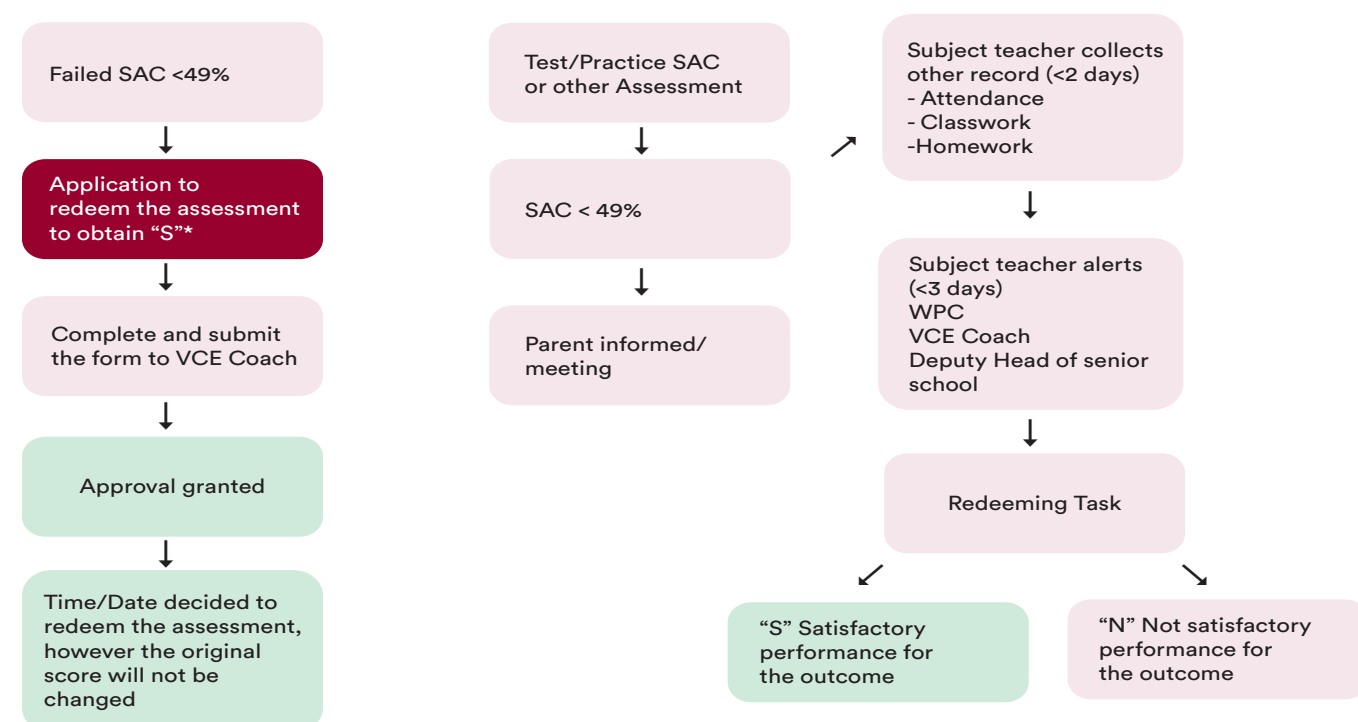 Failed SAC <49%
Application to
redeem the assessment
to obtain “S”*
Complete and submit
the form to VCE Coach
Approval granted
Time/Date decided to
redeem the assessment,
however the original
score will not be
changed
Test/Practice SAC
or other Assessment
SAC < 49%
Parent informed/
meeting
Subject teacher collects
other record (<2 days)
- Attendance
- Classwork
-Homework
Subject teacher alerts
(<3 days)
WPC
VCE Coach
Deputy Head of senior
school
Redeeming Task
“S” Satisfactory
performance for
the outcome
“N” Not satisfactory
performance for
the outcome